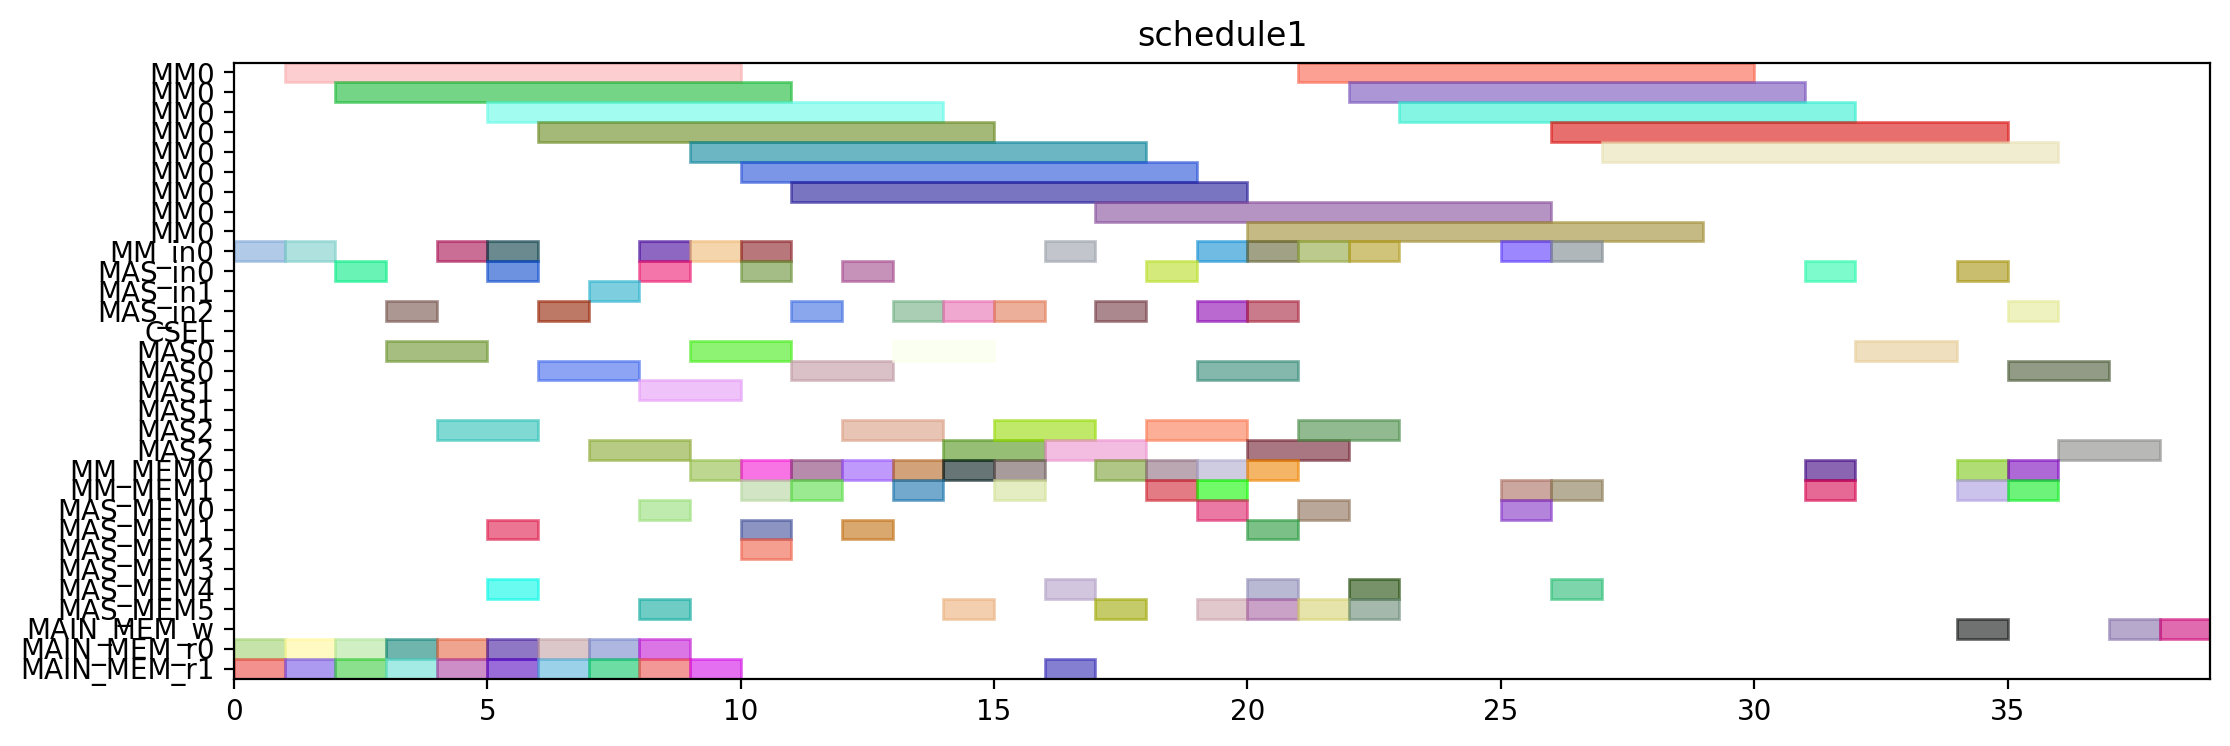 schedule1
MM0
MM0
MM0
MM0
MM0
MM0
MM0
MM0
MM0
MM_in0
MAS_in0
MAS_in1
MAS_in2
CSEL
MAS0
MAS0
MAS1
MAS1
MAS2
MAS2
MM_MEM0
MM_MEM1
MAS_MEM0
MAS_MEM1
MAS_MEM2
MAS_MEM3
MAS_MEM4
MAS_MEM5
MAIN_MEM_w
MAIN_MEM_r0
MAIN_MEM_r1
0 5 10 15 20 25 30 35